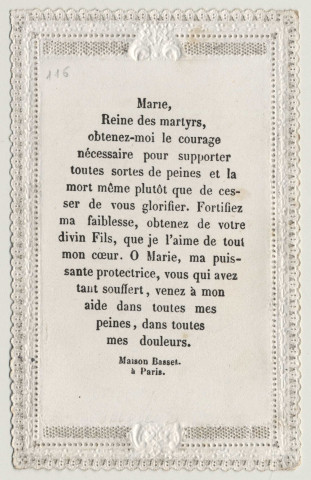 116
Marie,
Reine des martyrs,
obtenez-moi le courage
nécessaire pour supporter
toutes sortes de peines et la
mort même plutôt que de ces-
ser de vous glorifier. Fortifiez
ma faiblesse, obtenez de votre
divin Fils, que je l'aime de tout
mon cœur. O Marie, ma puis-
sante protectrice, vous qui avez
tant souffert, venez à mon
aide dans toutes mes
peines, dans toutes
mes douleurs.
Maison Basset.
à Paris.